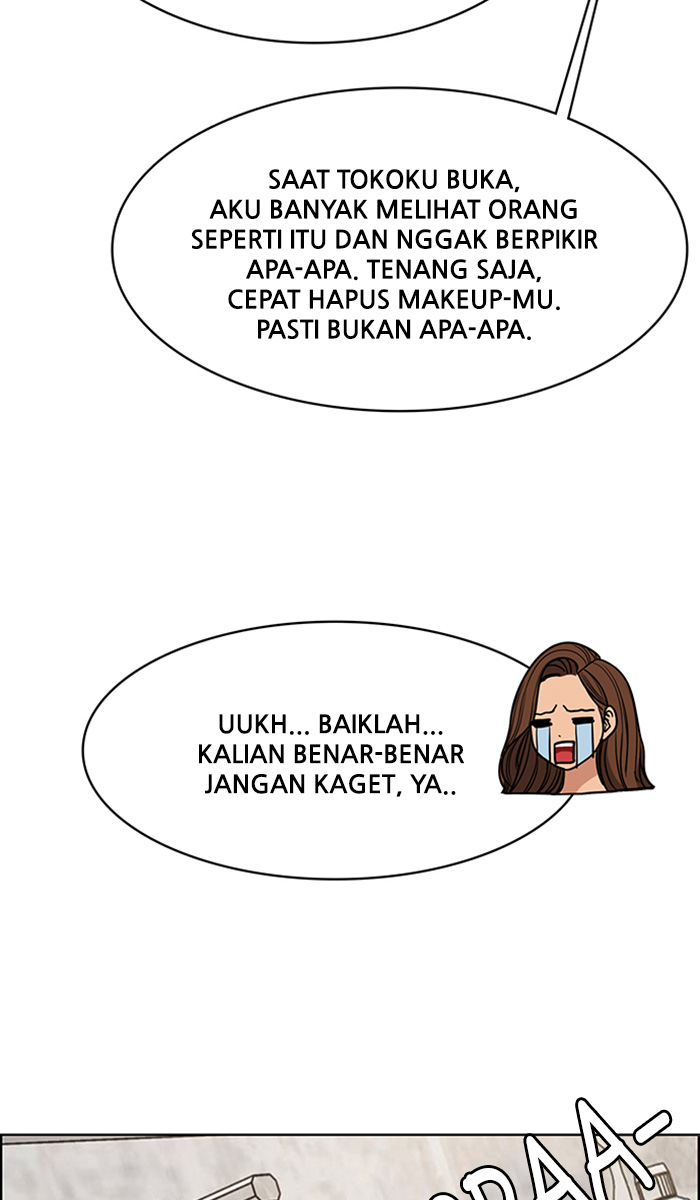 SAAT TOKOKU BUKA,
AKU BANYAK MELIHAT ORANG
SEPERTI ITU DAN NGGAK BERPIKIR
APA-APA. TENANG SAJA,
CEPAT HAPUS MAKEUP-MU.
PASTI BUKAN APA-APA.
UUKH... BAIKLAH...
KALIAN BENAR-BENAR
JANGAN KAGET, YA..